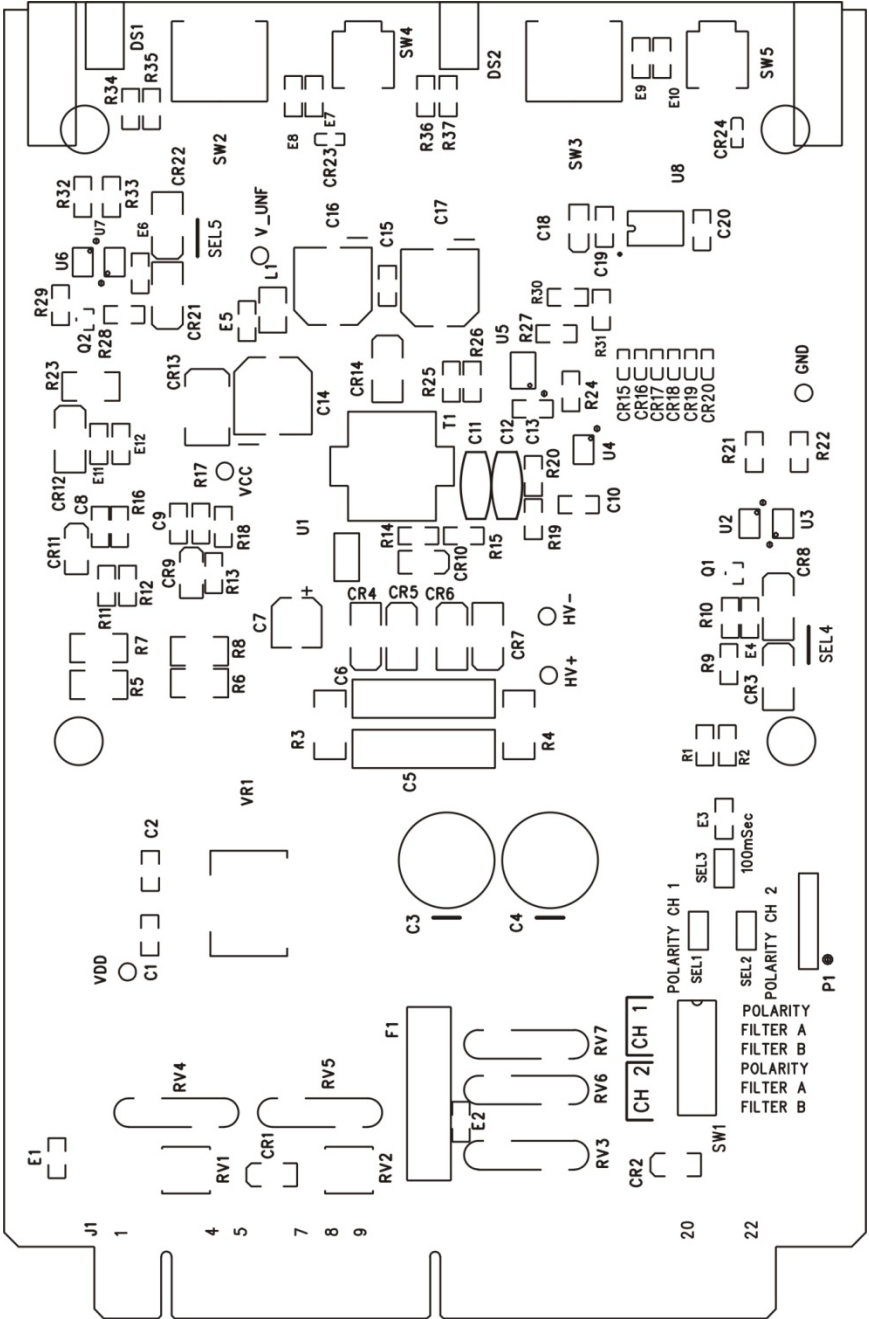 DS1
SW4
DS2
SW5
R34
R35
E8
E7
R36
R37
E9
E10
SW2
CR23
SW3
CR24
R32
R33
CR22
U8
U7
U6
E6
SEL5
V_UNF
C16
C15
C17
C18
C19
C20
L1
R29
Q2
R28
CR21
E5
R30
R31
R27
U5
R26
R25
R23
CR13
CR14
C14
R24
CR15
CR16
CR17
CR18
CR19
CR20
GND
T1
C11
C12
C13
U4
CR12
E11
E12
R17
VCC
R20
R21
R22
C8
R16
C9
R18
U1
R14
R15
R19
C10
U2
U3
CR11
CR9
R13
CR10
Q1
CR8
R11
R12
C7
+
CR4
CR5
CR6
CR7
HV-
R10
E4
SEL4
R7
R8
R9
CR3
R5
R6
C6
HV+
R3
R4
C5
R1
R2
VR1
C2
E3
SEL3
100mSec
C3
C4
VDD
C1
POLARITY CH 1
SEL1
SEL2
POLARITY CH 2
P1
F1
CH 1
CH 2
RV4
RV5
RV7
RV6
RV3
E2
POLARITY
FILTER A
FILTER B
POLARITY
FILTER A
FILTER B
SW1
E1
RV1
CR1
RV2
CR2
J1
1
4
5
7
8
9
20
22